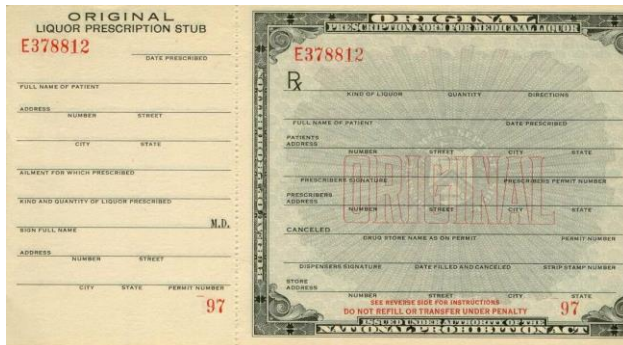 ORIGINAL
LIQUOR PRESCRIPTION STUB
E378812
DATE PRESCRIBED
FULL NAME OF PATIENT
ADDRESS
NUMBER STREET
CITY STATE
AILMENT FOR WHICH PRESCRIBED
KIND AND QUANTITY OF LIQUOR PRESCRIBED
M.D.
SIGN FULL NAME
ADDRESS
NUMBER STREET
CITY STATE PERMIT NUMBER
97
ORIGINAL
PRESCRIPTION FORM FOR MEDICINAL LIQUOR
E378812
Rx
KIND OF LIQUOR QUANTITY DIRECTIONS
FULL NAME OF PATIENT DATE PRESCRIBED
PATIENTS
ADDRESS
NUMBER STREET CITY STATE
ORIGINAL
PRESCRIBERS SIGNATURE PRESCRIBERS PERMIT NUMBER
PRESCRIBERS
ADDRESS
NUMBER STREET CITY STATE
CANCELED
DRUG STORE NAME AS ON PERMIT PERMIT NUMBER
DISPENSERS SIGNATURE DATE FILLED AND CANCELED STRIP STAMP NUMBER
STORE
ADDRESS
NUMBER STREET CITY STATE
SEE REVERSE SIDE FOR INSTRUCTIONS
DO NOT REFILL OR TRANSFER UNDER PENALTY
97
ISSUED UNDER AUTHORITY OF THE
NATIONAL PROHIBITION ACT